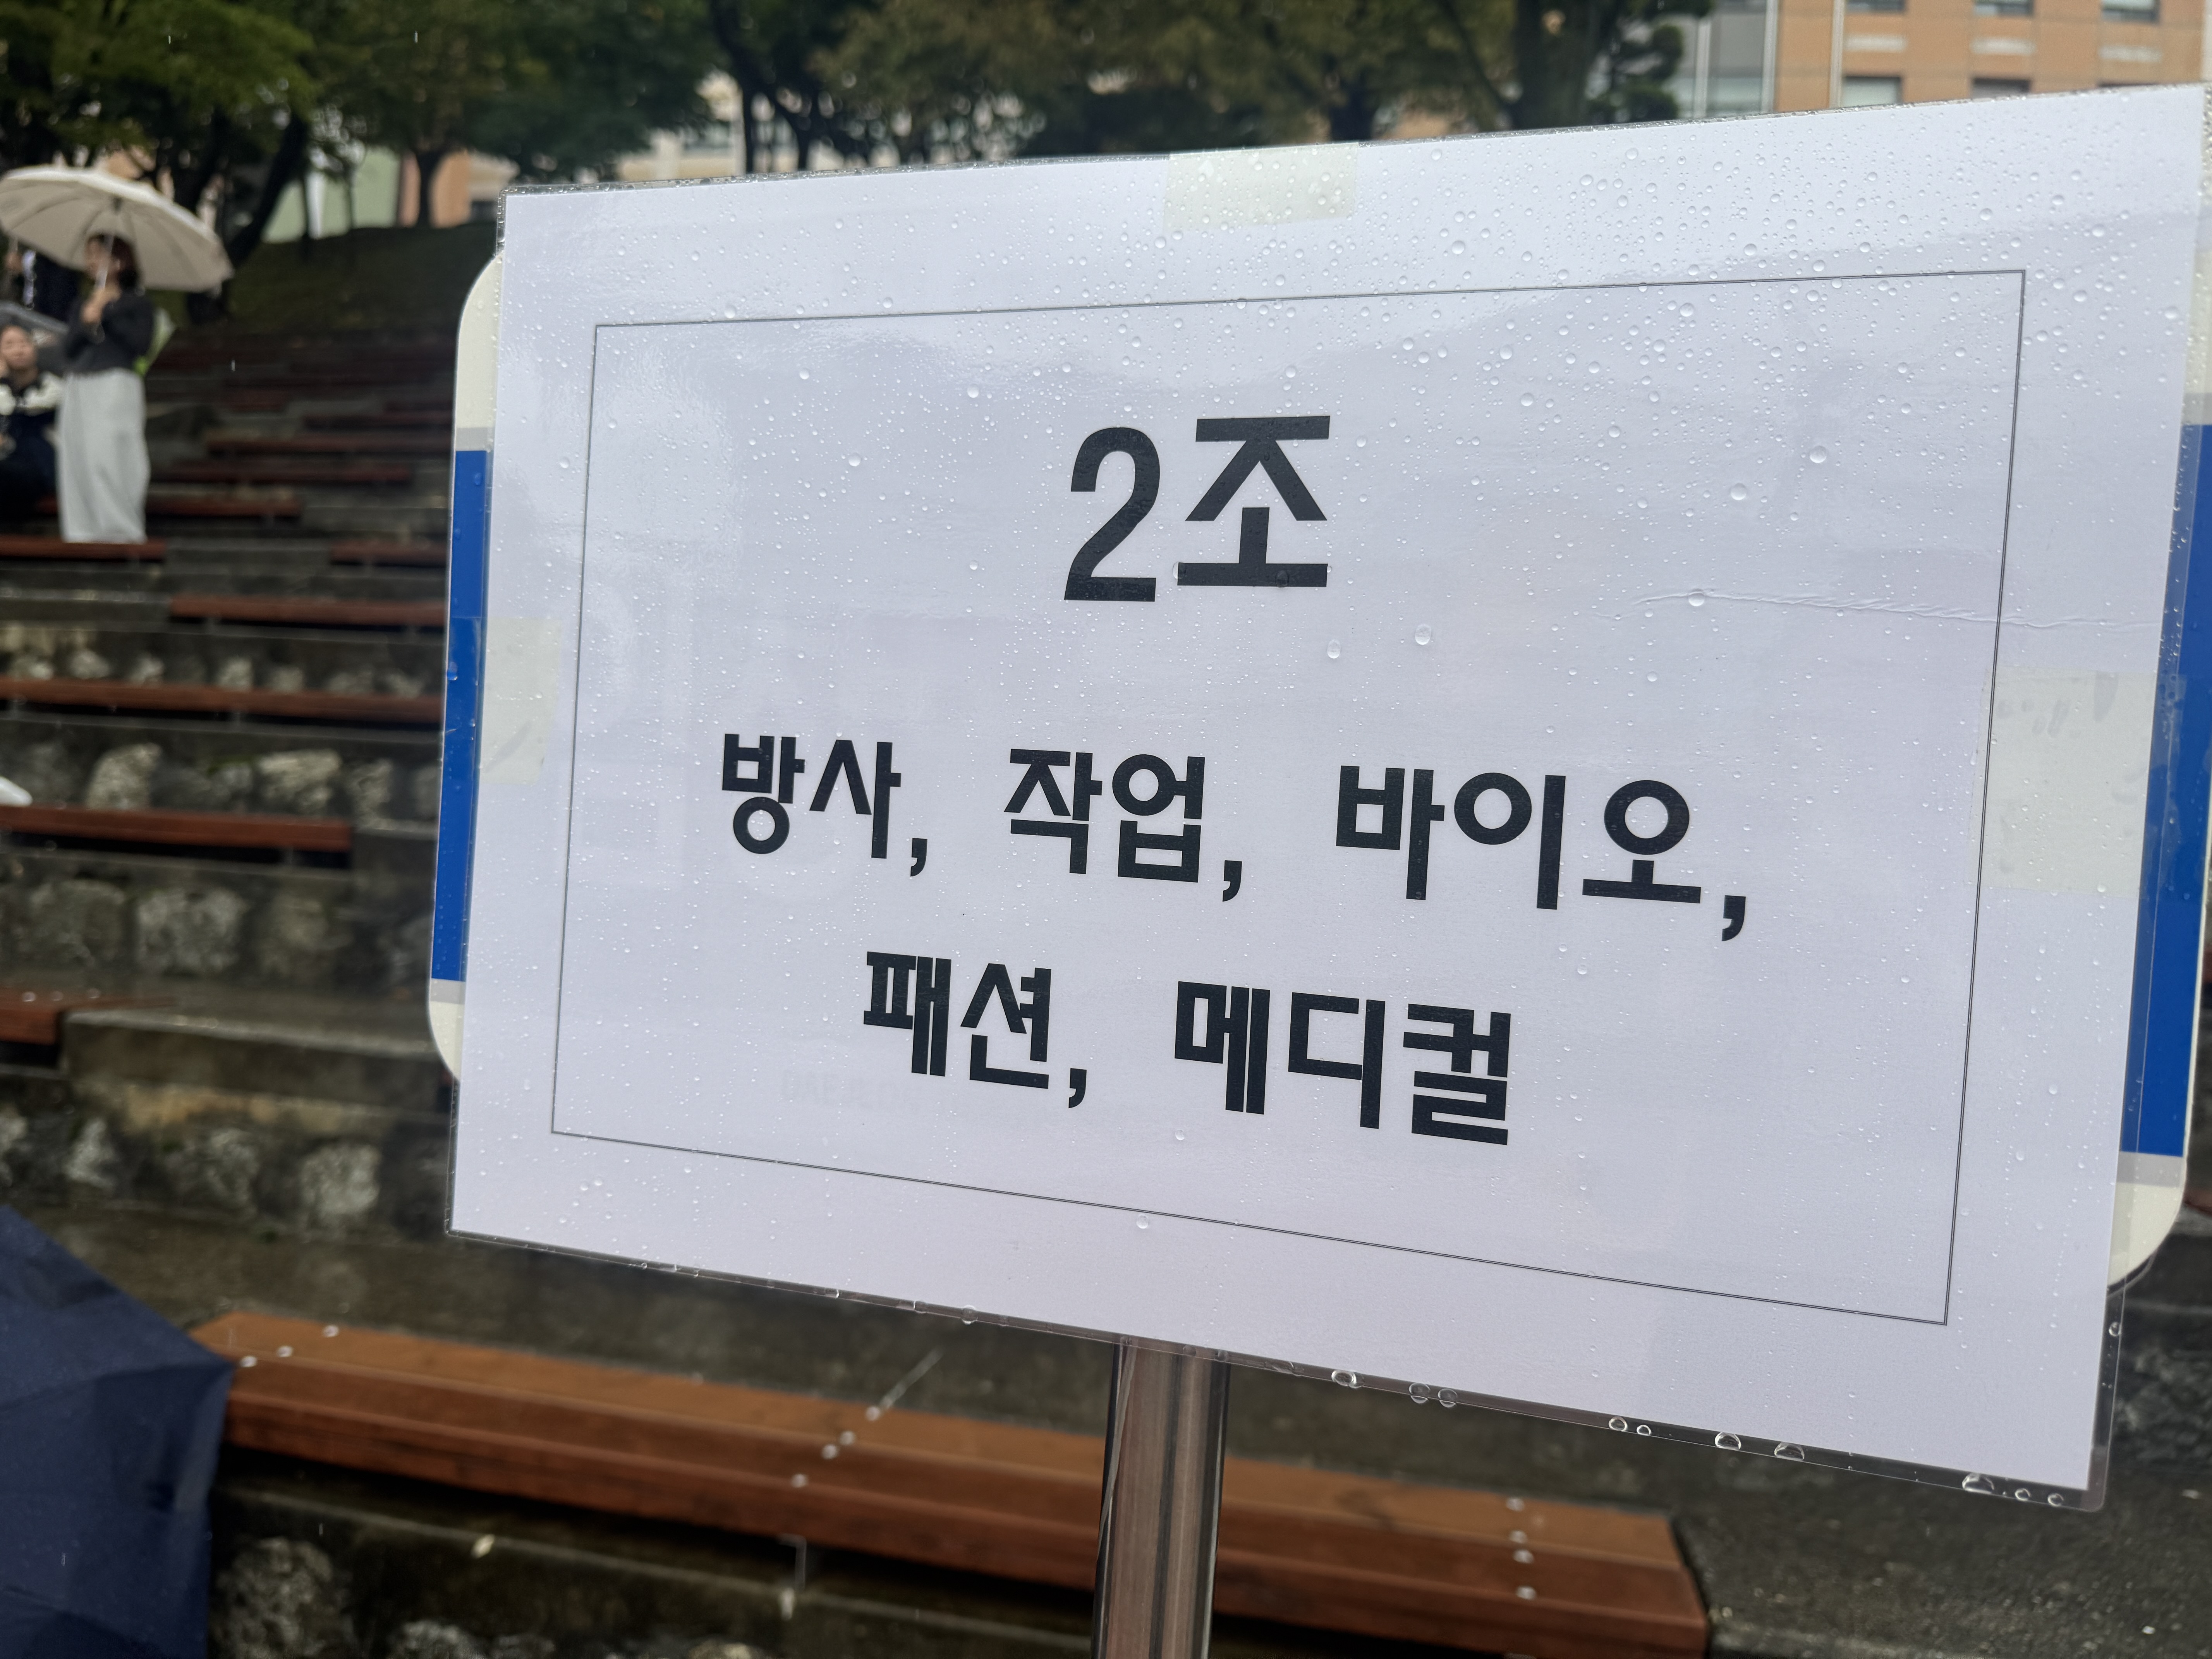 2조
방사, 작업, 바이오,
패션, 메디컬